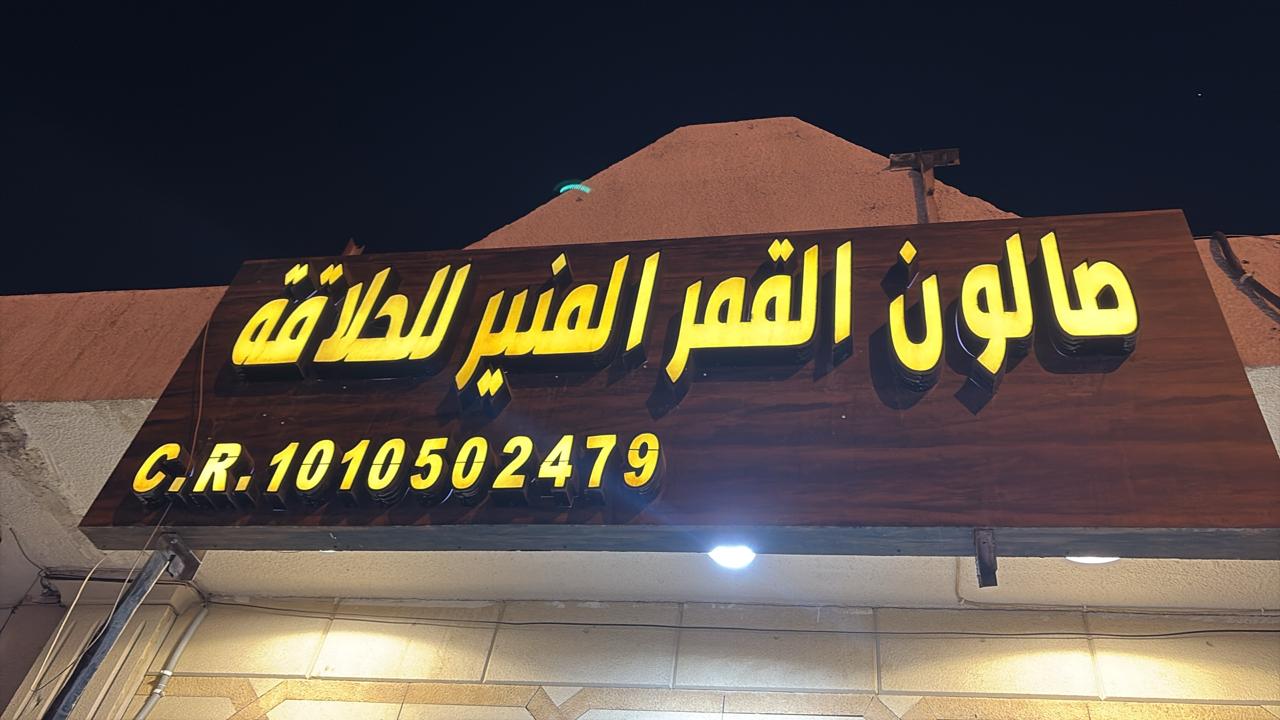 صالون القمر المنير للحلاقة
C.R. 1010502479